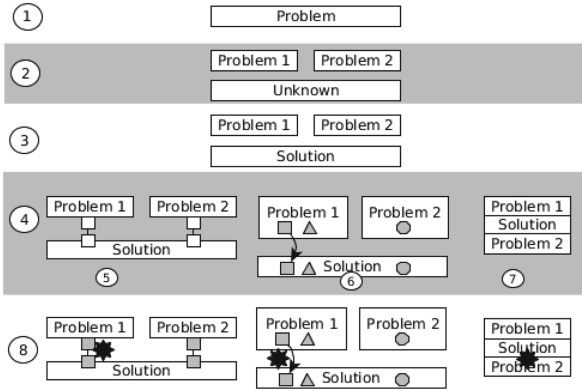 1 Problem
Problem 1 Problem 2
2
Unknown
Problem 1 Problem 2
3
Solution
Problem 1 Problem 2 Problem 1 Problem 2 Problem 1
4 Solution
Problem 2
Solution Solution
5 6 7
Problem 1 Problem 2 Problem 1 Problem 2 Problem 1
8 Solution
Problem 2
Solution Solution